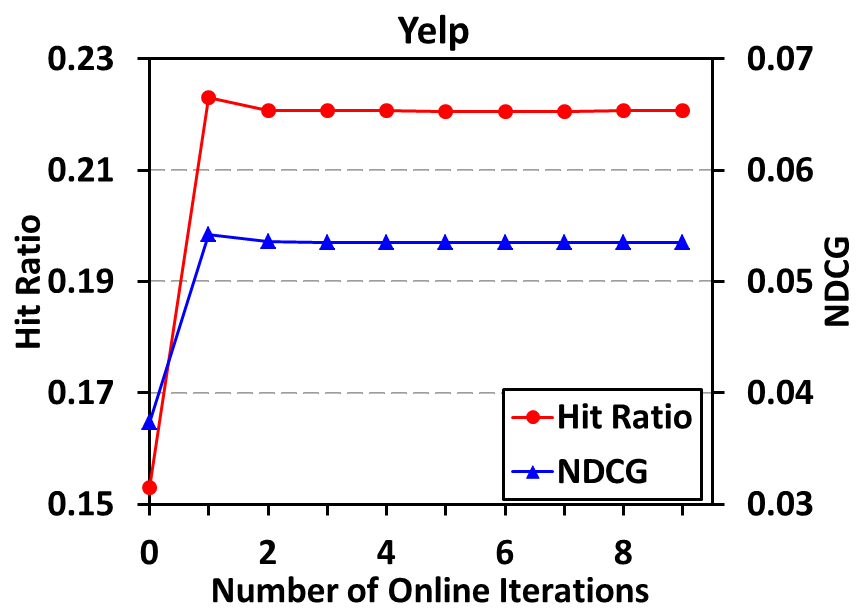 Yelp
0.23
0.21
0.19
0.17
0.15
Hit Ratio
0.07
0.06
0.05
0.04
0.03
NDCG
Hit Ratio
NDCG
0 2 4 6 8
Number of Online Iterations